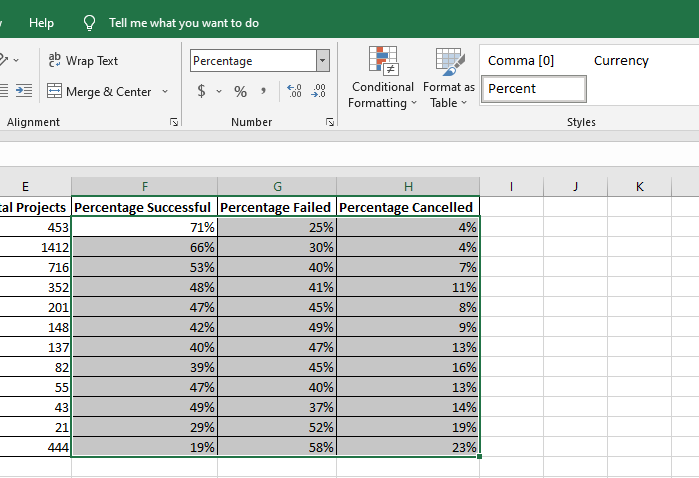 Help Tell me what you want to do
ab Wrap Text
Merge & Center
Alignment
Percentage
$ % , .00 .00
Number
Conditional Formatting
Format as Table
Comma [0] Currency
Percent
Styles
E F G H I J K
tal Projects Percentage Successful Percentage Failed Percentage Cancelled
453 71% 25% 4%
1412 66% 30% 4%
716 53% 40% 7%
352 48% 41% 11%
201 47% 45% 8%
148 42% 49% 9%
137 40% 47% 13%
82 39% 45% 16%
55 47% 40% 13%
43 49% 37% 14%
21 29% 52% 19%
444 19% 58% 23%